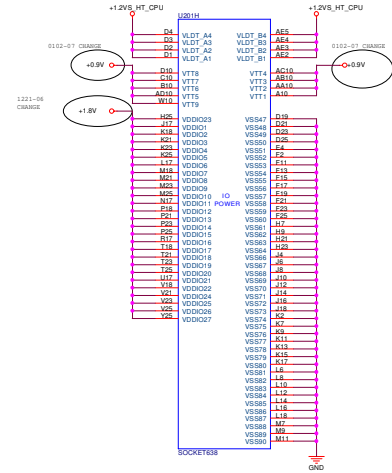 +1.2VS_HT_CPU
+1.2VS_HT_CPU
U201H
D4 VLDT_A4 VLDT_B4 AE5
D3 VLDT_A3 VLDT_B3 AE4
D2 VLDT_A2 VLDT_B2 AE3
D1 VLDT_A1 VLDT_B1 AE2
0102-07 CHANGE
0102-07 CHANGE
+0.9V
+0.9V
D10 VTT8 VTT4 AC10
C10 VTT7 VTT3 AB10
B10 VTT6 VTT2 AA10
AD10 VTT5 VTT1 A10
W10 VTT9
1221-06
CHANGE
+1.8V
H25 VDDIO23 VSS47 D19
J17 VDDIO1 VSS48 D21
K18 VDDIO2 VSS49 D23
K21 VDDIO3 VSS50 D25
K23 VDDIO4 VSS51 E4
K25 VDDIO5 VSS52 F2
L17 VDDIO6 VSS53 F11
M18 VDDIO7 VSS54 F13
M21 VDDIO8 VSS55 F15
M23 VDDIO9 VSS56 F17
M25 VDDIO10 VSS57 F19
N17 VDDIO11 VSS58 F21
IO
POWER
P18 VDDIO12 VSS59 F23
P21 VDDIO13 VSS60 F25
P23 VDDIO14 VSS61 H7
P25 VDDIO15 VSS62 H9
R17 VDDIO16 VSS63 H21
T18 VDDIO17 VSS64 H23
T21 VDDIO18 VSS66 J4
T23 VDDIO19 VSS67 J6
T25 VDDIO20 VSS68 J8
U17 VDDIO21 VSS69 J10
V18 VDDIO22 VSS70 J12
V21 VDDIO24 VSS71 J14
V23 VDDIO25 VSS72 J16
V25 VDDIO26 VSS73 J18
Y25 VDDIO27 VSS74 K2
VSS75 K7
VSS76 K9
VSS77 K11
VSS78 K13
VSS79 K15
VSS80 K17
VSS81 L6
VSS82 L8
VSS83 L10
VSS84 L12
VSS85 L14
VSS86 L16
VSS87 L18
VSS88 M7
VSS89 M9
VSS90 M11
SOCKET638
GND